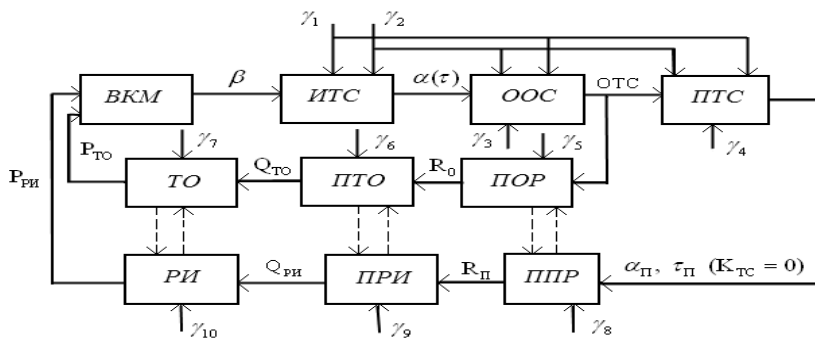 γ1 γ2
ВКМ β ИТС α(τ) ООС ОТС ПТС
γ7 γ6 γ3 γ5 γ4
PРИ PТО ТО QТО ПТО R0 ПОР
РИ QРИ ПРИ RП ППР αП, τП (KТС = 0)
γ10 γ9 γ8